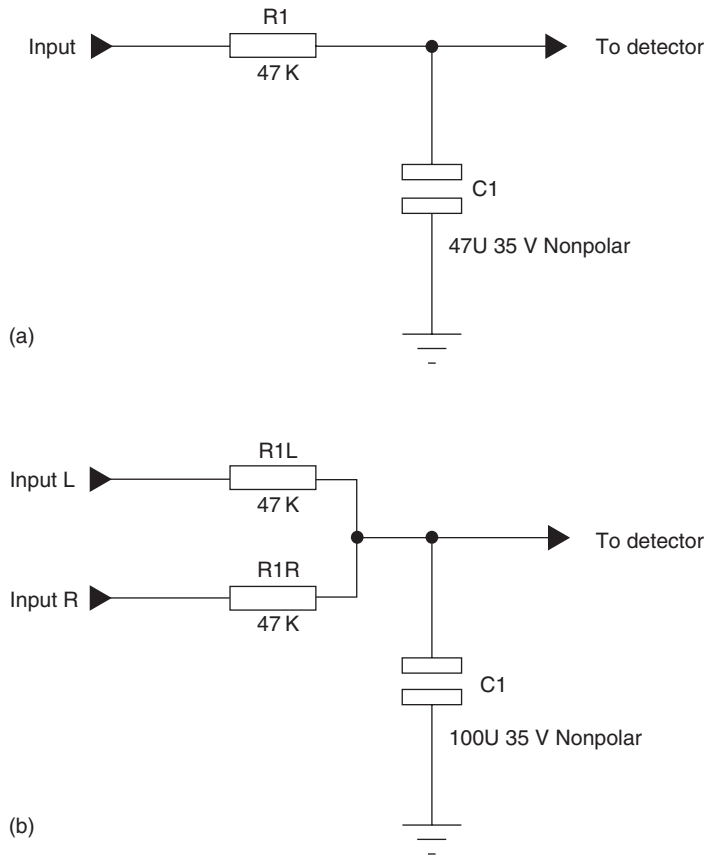 R1
Input
To detector
47 K
C1
47U 35 V Nonpolar
(a)
R1L
Input L
47 K
To detector
R1R
Input R
47 K
C1
100U 35 V Nonpolar
(b)